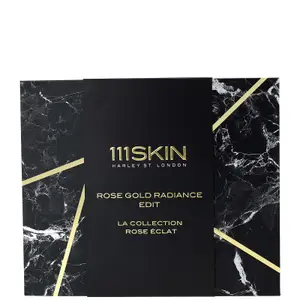 111SKIN
HARLEY ST. LONDON
ROSE GOLD RADIANCE
EDIT
LA COLLECTION
ROSE ÉCLAT